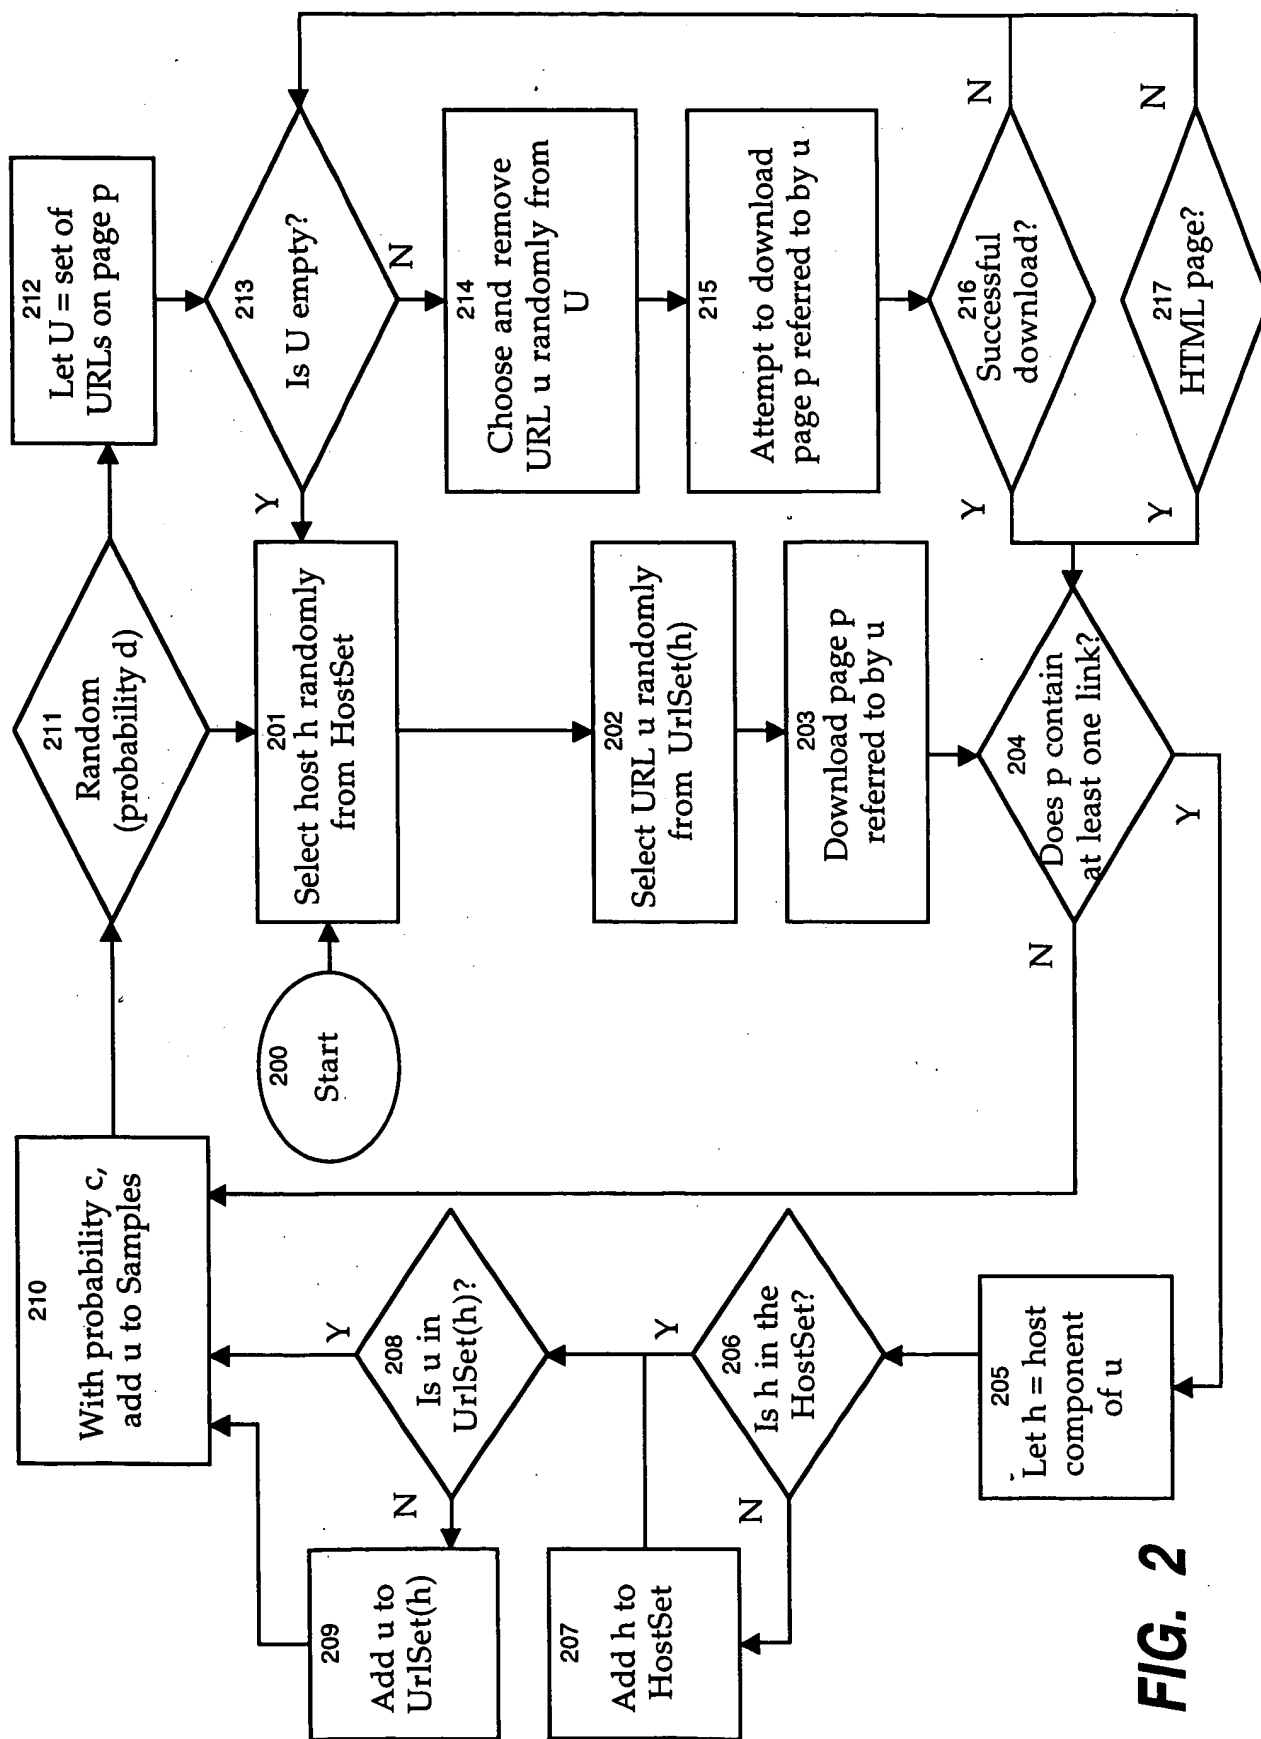 210
With probability c,
add u to Samples
211
Random
(probability d)
212
Let U = set of
URLs on page p
200
Start
201
Select host h randomly
from HostSet
Y
213
Is U empty?
N
209
Add u to
UrlSet(h)
N
208
Is u in
UrlSet(h)?
Y
214
Choose and remove
URL u randomly from
U
202
Select URL u randomly
from UrlSet(h)
207
Add h to
HostSet
N
206
Is h in the
HostSet?
Y
215
Attempt to download
page p referred to by u
203
Download page p
referred to by u
N
204
Does p contain
at least one link?
Y
Y
216
Successful
download?
N
205
Let h = host
component
of u
Y
217
HTML page?
N
FIG. 2